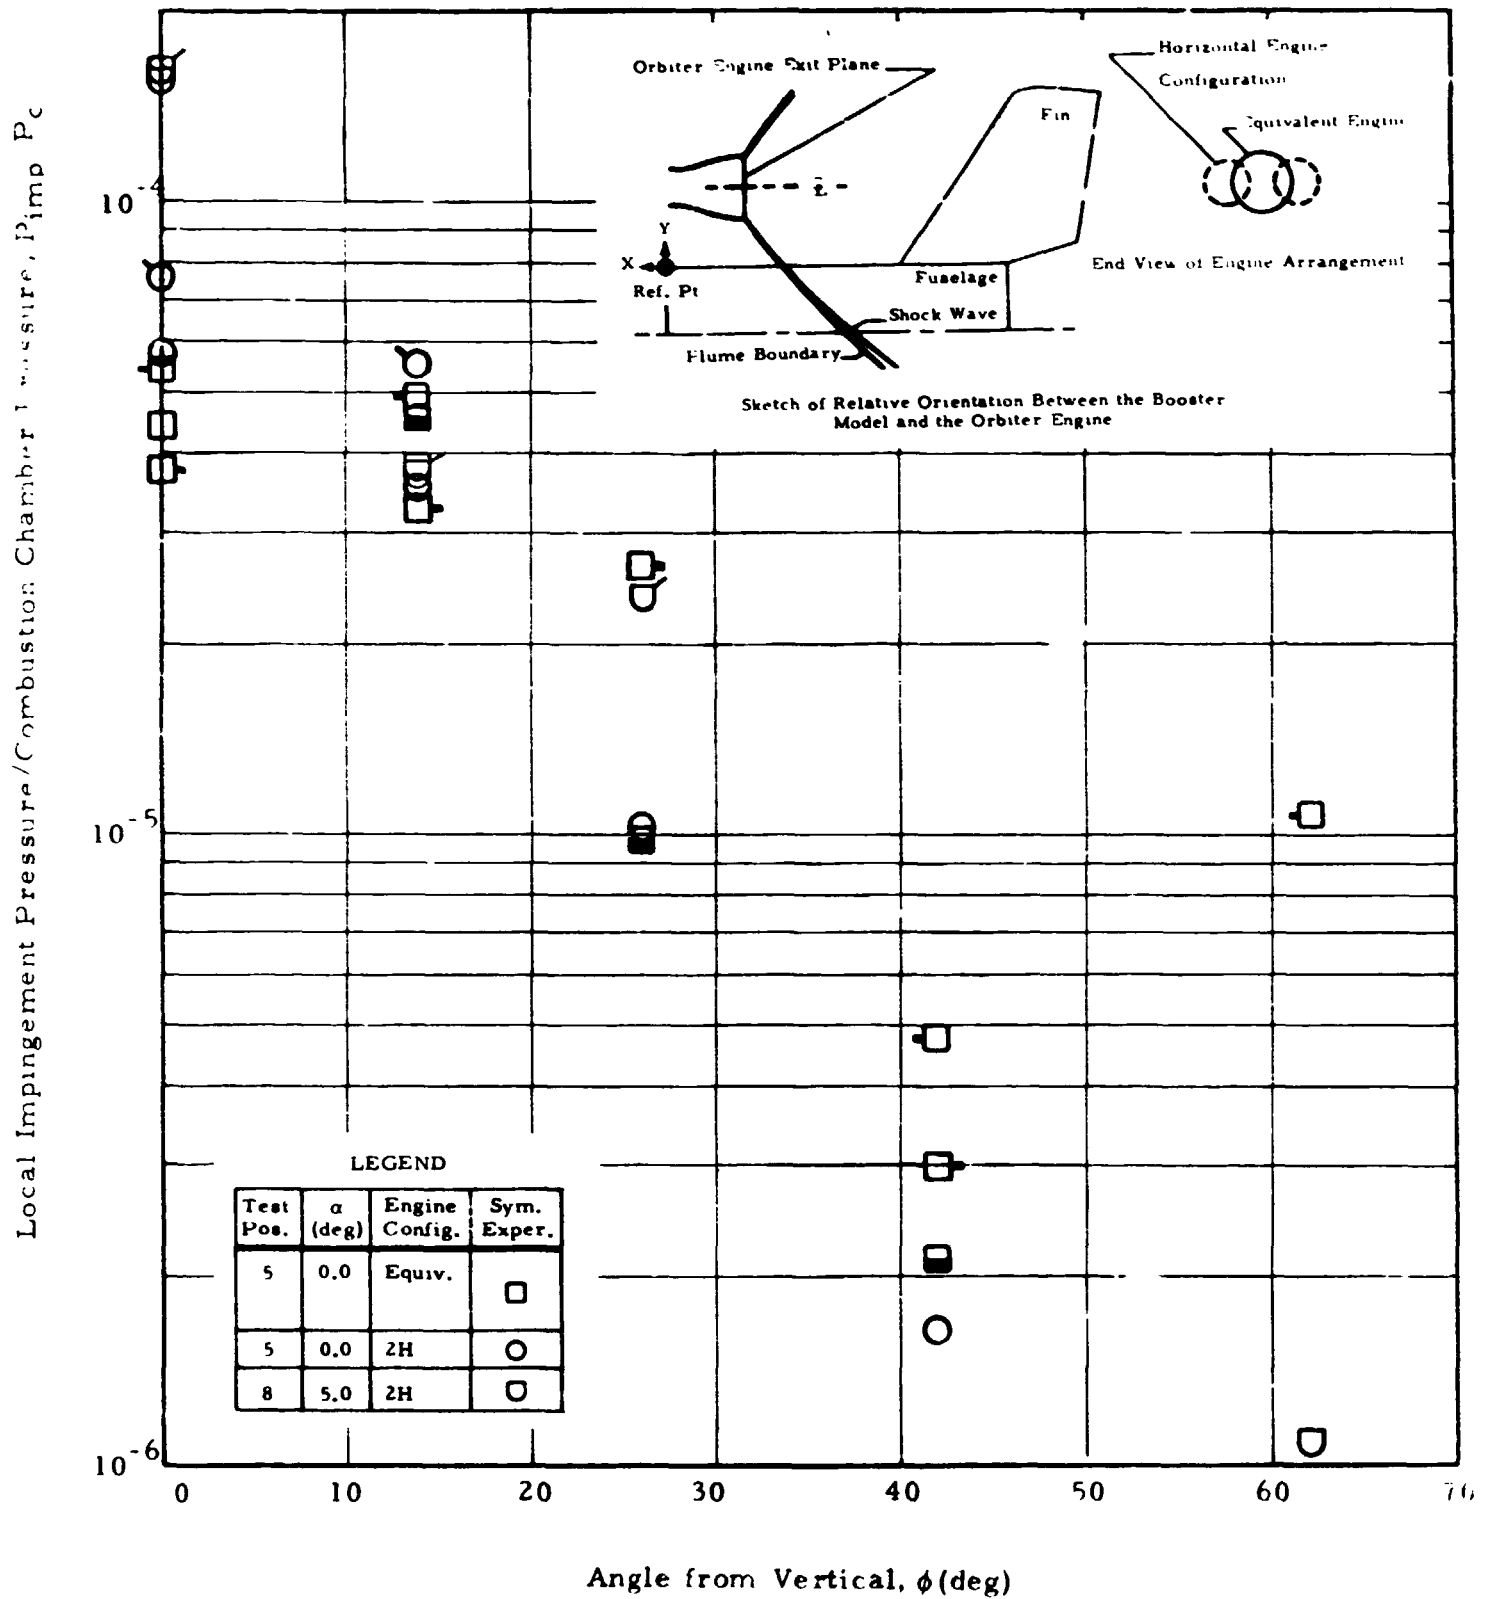 Local Impingement Pressure/Combustion Chamber Pimp Pc
10-4
10-5
10-6
Orbiter Engine Exit Plane
Horizontal Engine
Configuration
Equivalent Engine
Fin
Y
X
Ref. Pt
Fuselage
Shock Wave
Plume Boundary
End View of Engine Arrangement
Sketch of Relative Orientation Between the Booster
Model and the Orbiter Engine
LEGEND
Test Pos. α (deg) Engine Config. Sym. Exper.
5 0.0 Equiv.
5 0.0 2H
8 5.0 2H
0 10 20 30 40 50 60 70
Angle from Vertical, φ (deg)